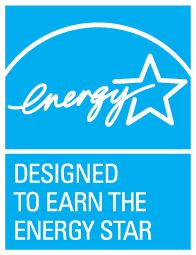 energy
DESIGNED
TO EARN THE
ENERGY STAR